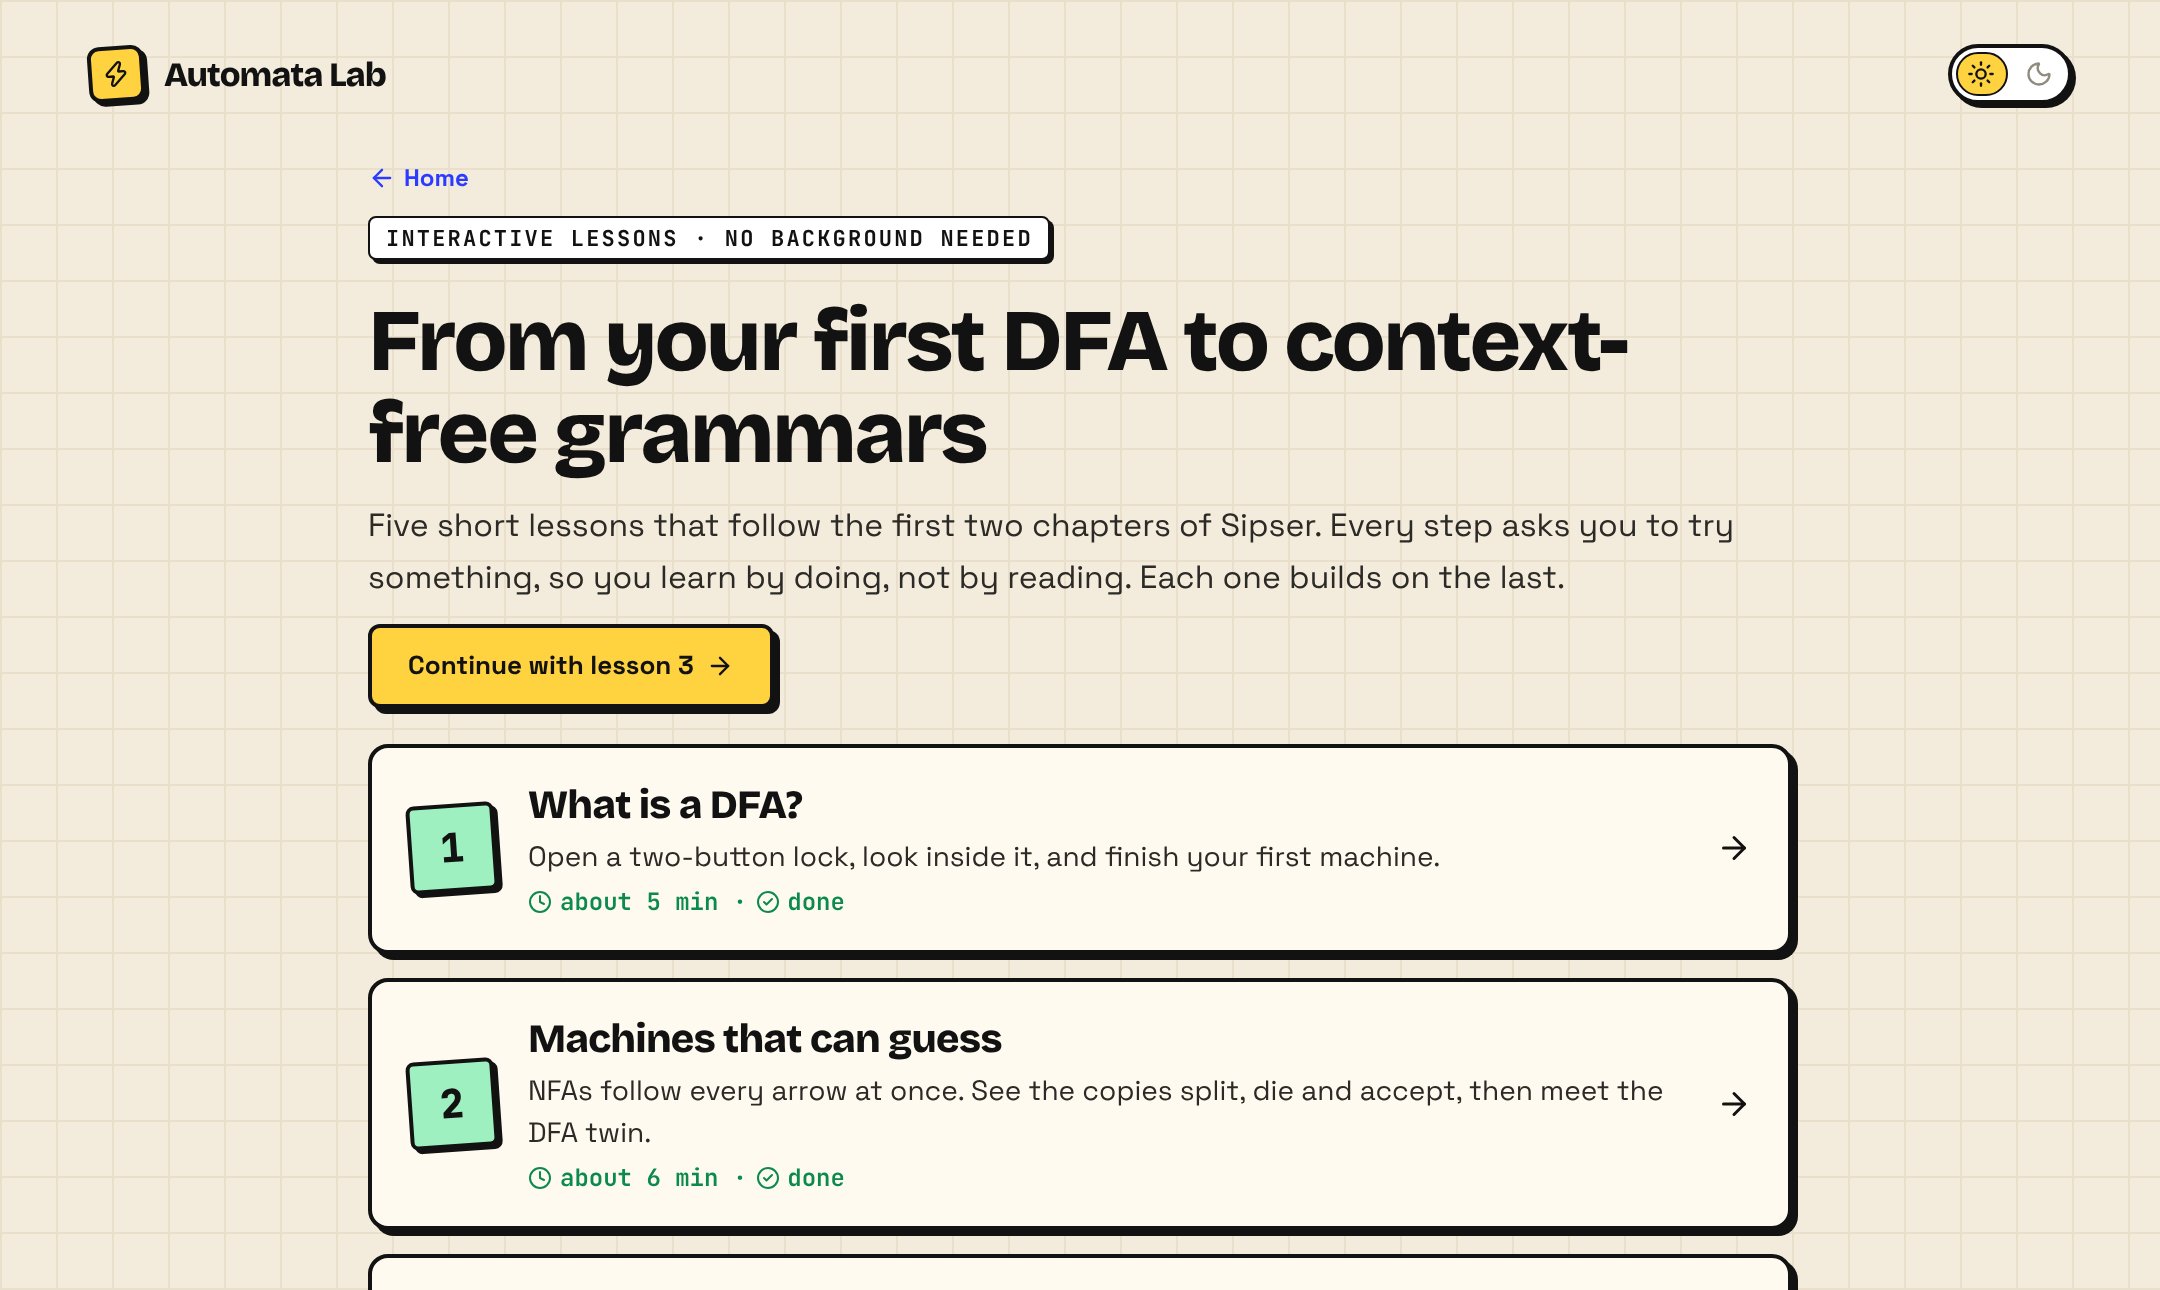 Automata Lab
Home
INTERACTIVE LESSONS · NO BACKGROUND NEEDED
From your first DFA to context-
free grammars
Five short lessons that follow the first two chapters of Sipser. Every step asks you to try
something, so you learn by doing, not by reading. Each one builds on the last.
Continue with lesson 3
1
What is a DFA?
Open a two-button lock, look inside it, and finish your first machine.
about 5 min · done
2
Machines that can guess
NFAs follow every arrow at once. See the copies split, die and accept, then meet the
DFA twin.
about 6 min · done